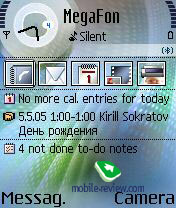 MegaFon
Silent
No more cal. entries for today
5.5.05 1:00-1:00 Kirill Sokratov
День рождения
4 not done to-do notes
mobile-review.com
Messag.
Camera